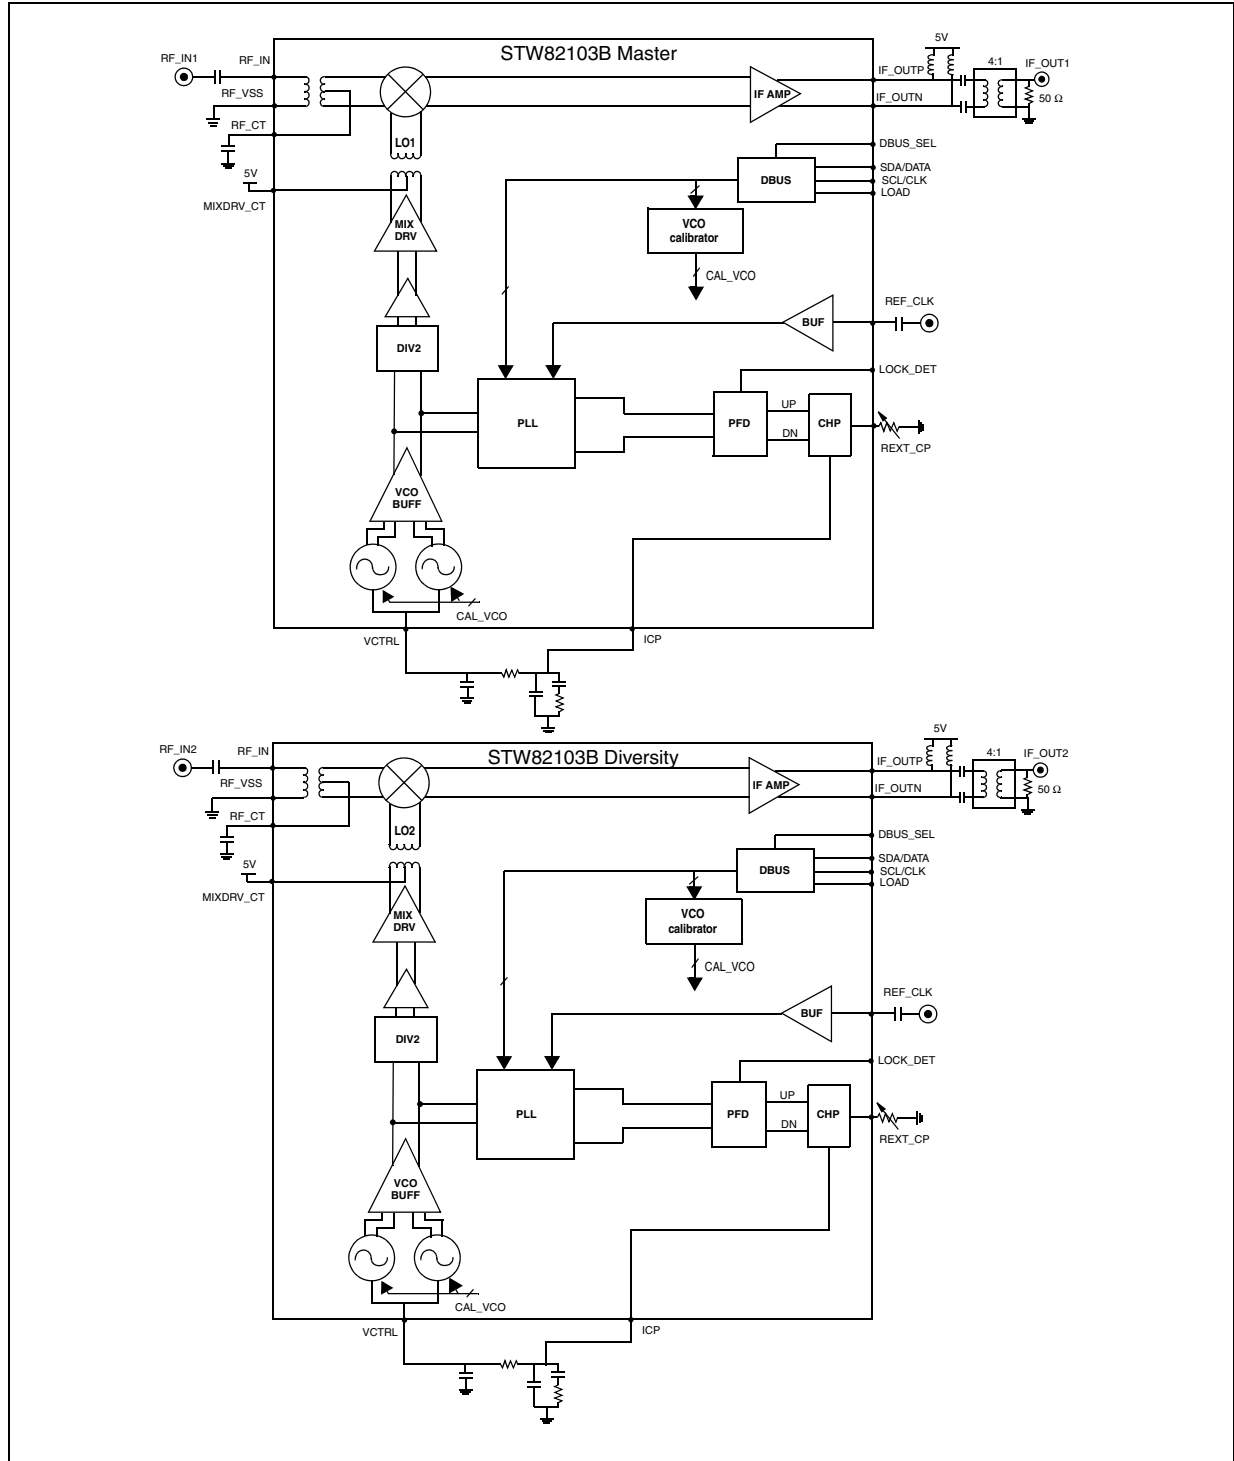 STW82103B Master
RF_IN1
RF_IN
RF_VSS
RF_CT
5V
MIXDRV_CT
LO1
MIX
DRV
DIV2
VCO
BUFF
CAL_VCO
VCTRL
ICP
IF AMP
IF_OUTP
IF_OUTN
5V
4:1
IF_OUT1
50 Ω
DBUS_SEL
DBUS
SDA/DATA
SCL/CLK
LOAD
VCO
calibrator
CAL_VCO
BUF
REF_CLK
LOCK_DET
PLL
PFD
UP
DN
CHP
REXT_CP
STW82103B Diversity
RF_IN2
RF_IN
RF_VSS
RF_CT
5V
MIXDRV_CT
LO2
MIX
DRV
DIV2
VCO
BUFF
CAL_VCO
VCTRL
ICP
IF AMP
IF_OUTP
IF_OUTN
5V
4:1
IF_OUT2
50 Ω
DBUS_SEL
DBUS
SDA/DATA
SCL/CLK
LOAD
VCO
calibrator
CAL_VCO
BUF
REF_CLK
LOCK_DET
PLL
PFD
UP
DN
CHP
REXT_CP